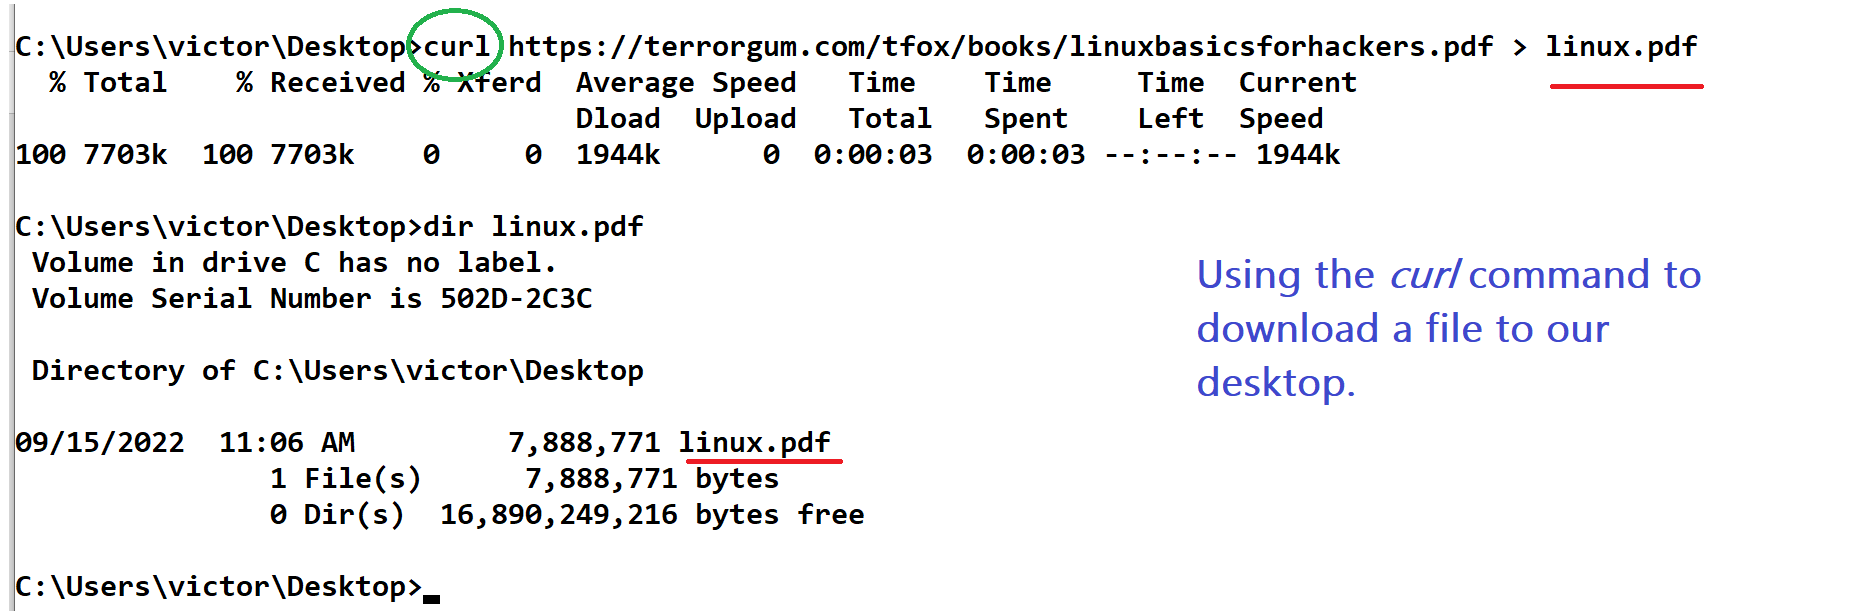 C:\Users\victor\Desktop>curl https://terrorgum.com/tfox/books/linuxbasicsforhackers.pdf > linux.pdf
  % Total    % Received % Xferd  Average Speed   Time    Time     Time  Current
                                 Dload  Upload   Total   Spent    Left  Speed
100 7703k  100 7703k    0     0  1944k      0  0:00:03  0:00:03 --:--:-- 1944k
C:\Users\victor\Desktop>dir linux.pdf
 Volume in drive C has no label.
 Volume Serial Number is 502D-2C3C
 Directory of C:\Users\victor\Desktop
09/15/2022  11:06 AM         7,888,771 linux.pdf
               1 File(s)      7,888,771 bytes
               0 Dir(s)  16,890,249,216 bytes free
C:\Users\victor\Desktop>
Using the curl command to
download a file to our
desktop.